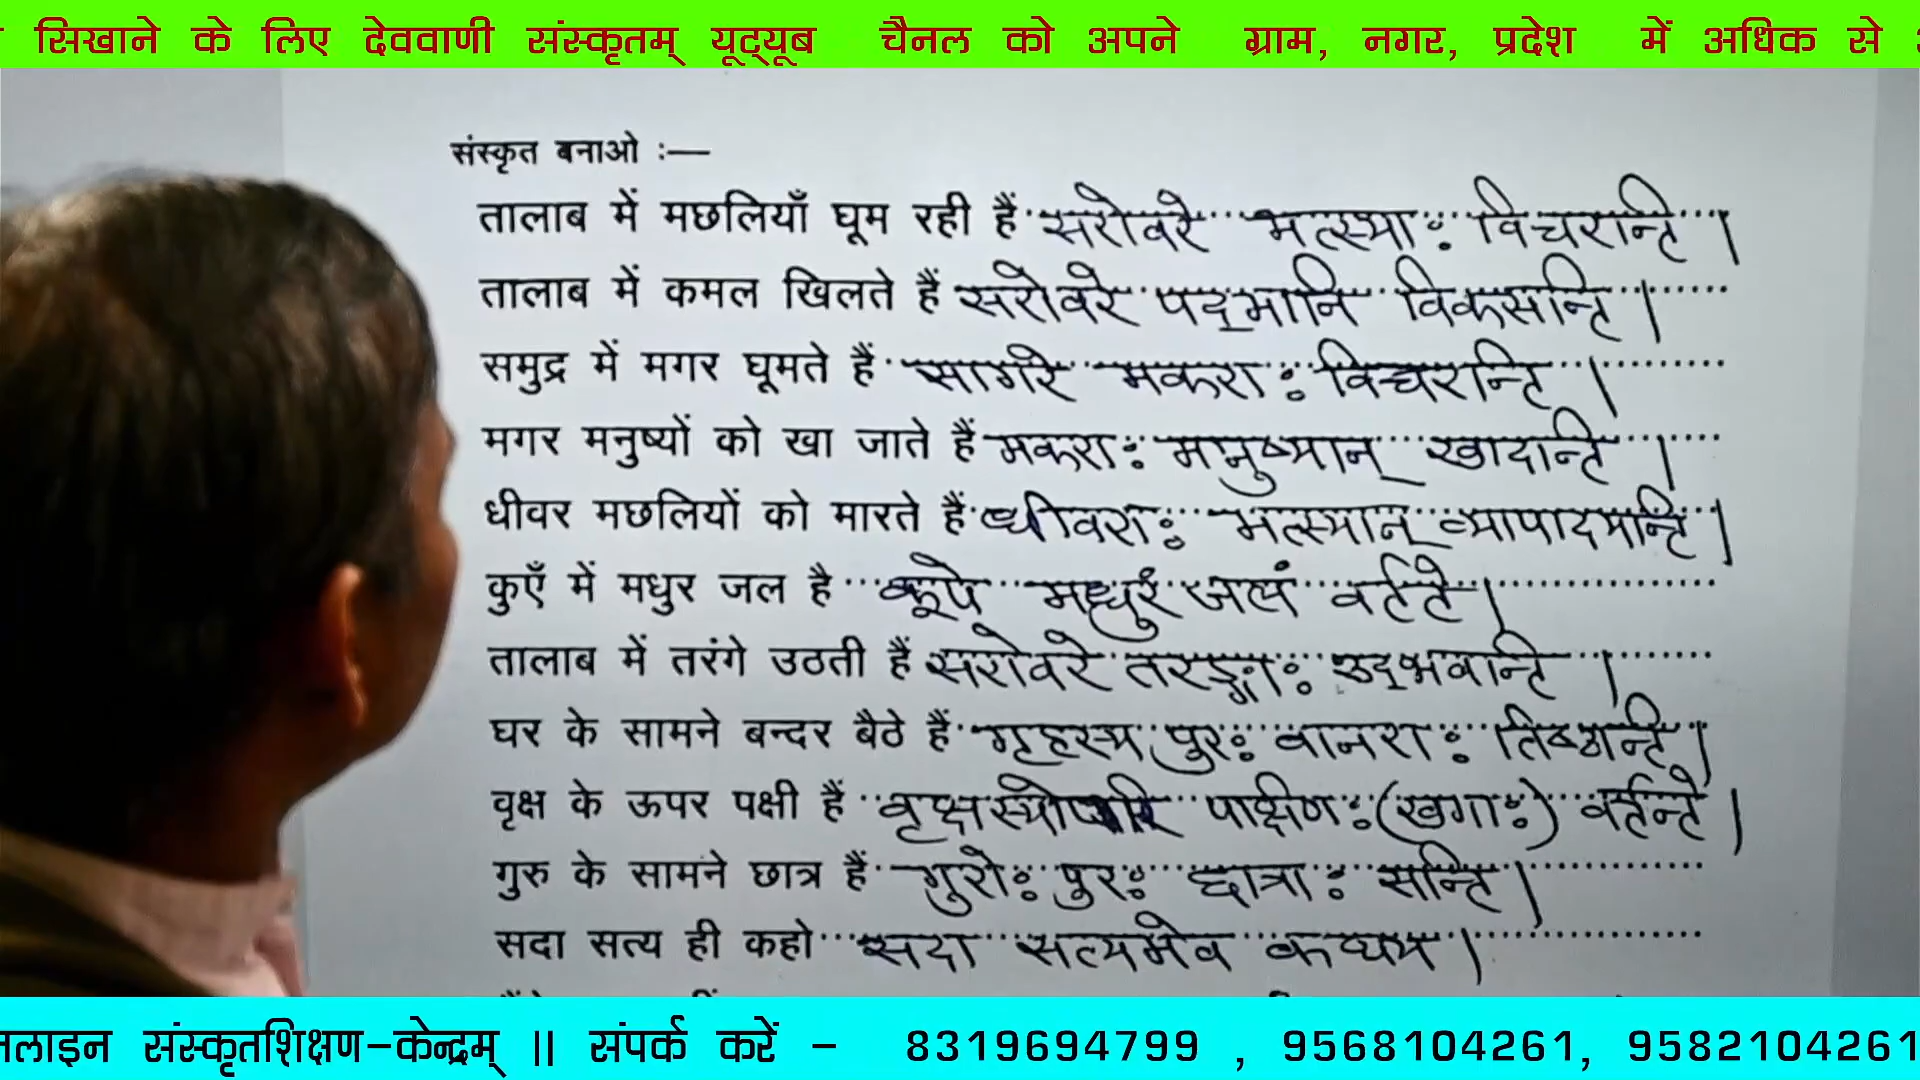 सिखाने के लिए देववाणी संस्कृतम् यूट्यूब चैनल को अपने ग्राम, नगर, प्रदेश में अधिक से
संस्कृत बनाओ :—
तालाब में मछलियाँ घूम रही हैं सरोवरे मत्स्याः विचरन्ति।
तालाब में कमल खिलते हैं सरोवरे पद्मानि विकसन्ति।
समुद्र में मगर घूमते हैं सागरे मकराः विचरन्ति।
मगर मनुष्यों को खा जाते हैं मकराः मनुष्यान् खादन्ति।
धीवर मछलियों को मारते हैं धीवराः मत्स्यान् व्यापादयन्ति।
कुएँ में मधुर जल है कूपे मधुरं जलं वर्तते।
तालाब में तरंगे उठती हैं सरोवरे तरङ्गाः उद्भवन्ति।
घर के सामने बन्दर बैठे हैं गृहस्य पुरः वानराः तिष्ठन्ति।
वृक्ष के ऊपर पक्षी हैं वृक्षस्योपरि पक्षिणः (खगाः) वर्तन्ते।
गुरु के सामने छात्र हैं गुरोः पुरः छात्राः सन्ति।
सदा सत्य ही कहो सदा सत्यमेव कथय।
नलाइन संस्कृतशिक्षण-केन्द्रम् ॥ संपर्क करें - 8319694799 , 9568104261, 9582104261